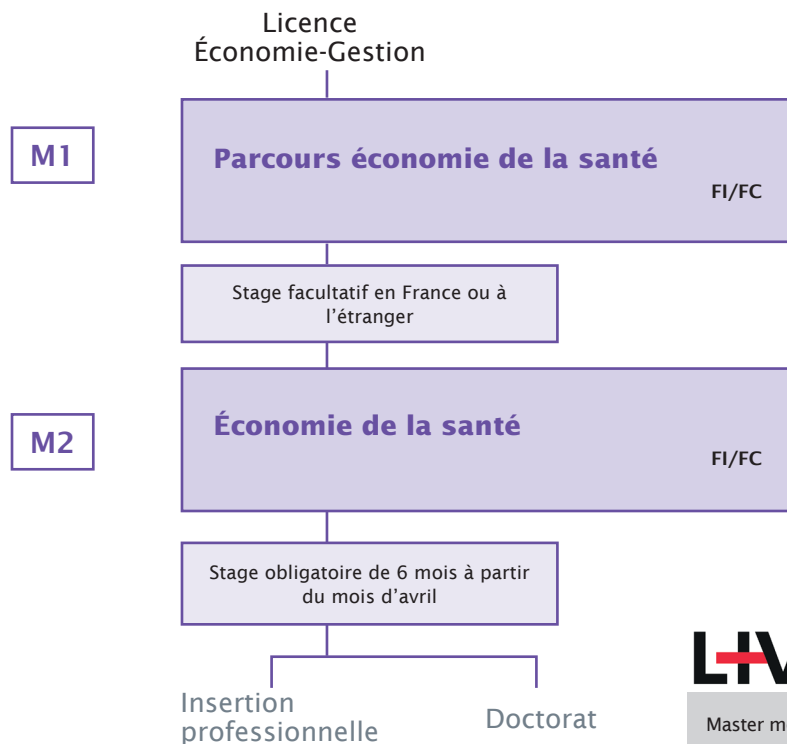 Licence
Économie-Gestion
M1
Parcours économie de la santé
FI/FC
Stage facultatif en France ou à
l'étranger
M2
Économie de la santé
FI/FC
Stage obligatoire de 6 mois à partir
du mois d'avril
Insertion
professionnelle
Doctorat
Master